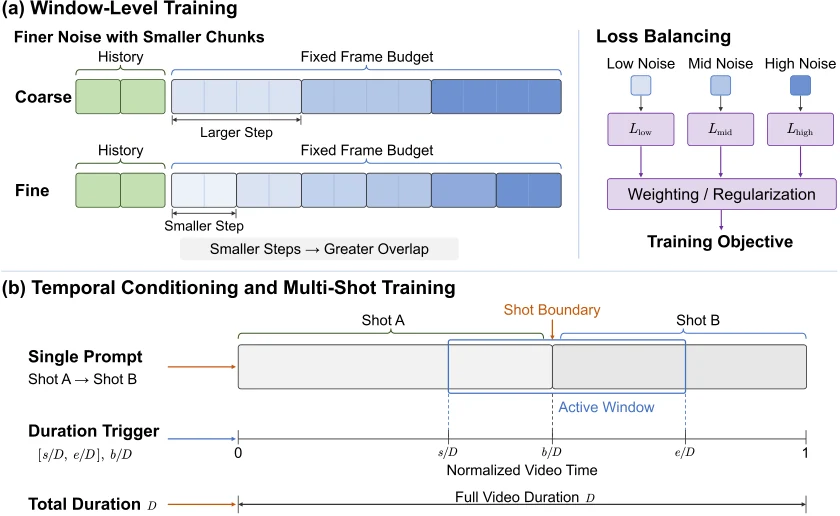 (a) Window-Level Training
Finer Noise with Smaller Chunks
History
Fixed Frame Budget
Coarse
Larger Step
History
Fixed Frame Budget
Fine
Smaller Step
Smaller Steps → Greater Overlap
Loss Balancing
Low Noise Mid Noise High Noise
L_low L_mid L_high
Weighting / Regularization
Training Objective
(b) Temporal Conditioning and Multi-Shot Training
Shot Boundary
Shot A
Shot B
Single Prompt
Shot A → Shot B
Active Window
Duration Trigger
[s/D, e/D], b/D
0 s/D b/D e/D 1
Normalized Video Time
Total Duration D
Full Video Duration D